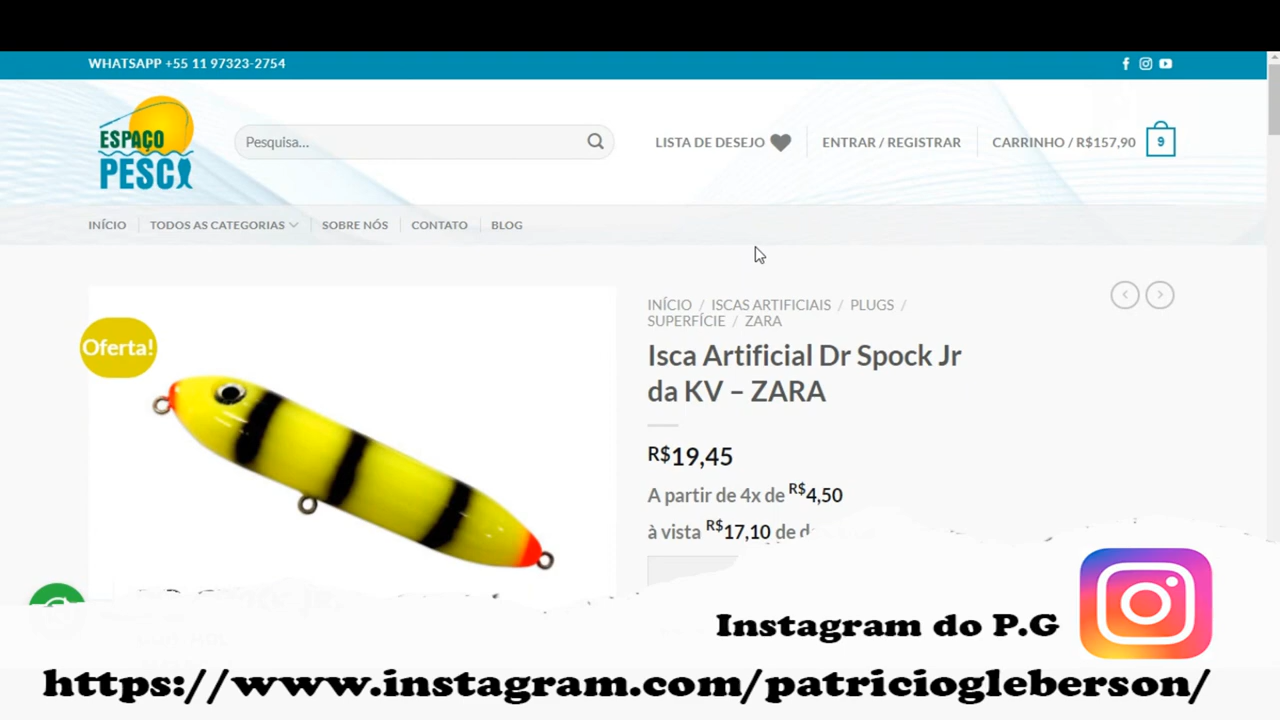 WHATSAPP +55 11 97323-2754
ESPAÇO
PESCA
Pesquisa...
LISTA DE DESEJO
ENTRAR / REGISTRAR
CARRINHO / R$157,90
9
INÍCIO
TODOS AS CATEGORIAS
SOBRE NÓS
CONTATO
BLOG
INÍCIO / ISCAS ARTIFICIAIS / PLUGS /
SUPERFÍCIE / ZARA
Oferta!
Isca Artificial Dr Spock Jr
da KV – ZARA
R$19,45
A partir de 4x de R$4,50
à vista R$17,10 de
Instagram do P.G
https://www.instagram.com/patriciogleberson/